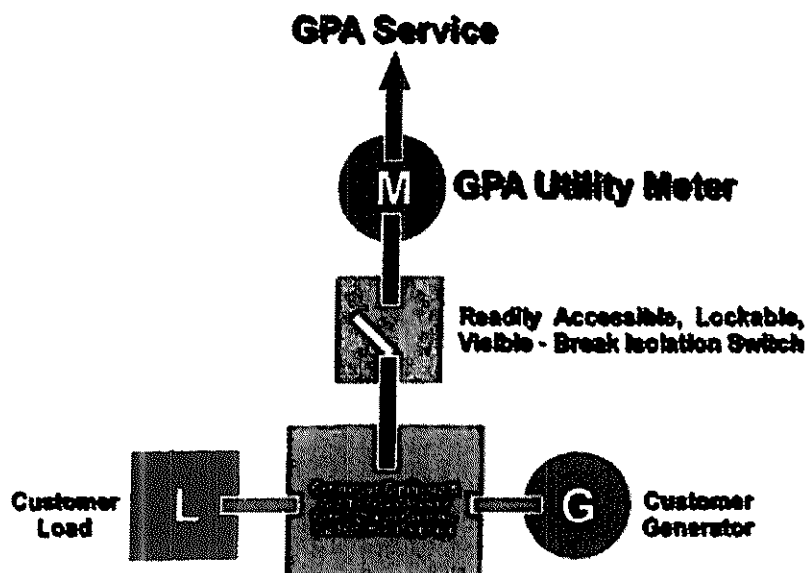 GPA Service
M
GPA Utility Meter
Readily Accessible, Lockable,
Visible - Break Isolation Switch
Customer
Load
L
G
Customer
Generator